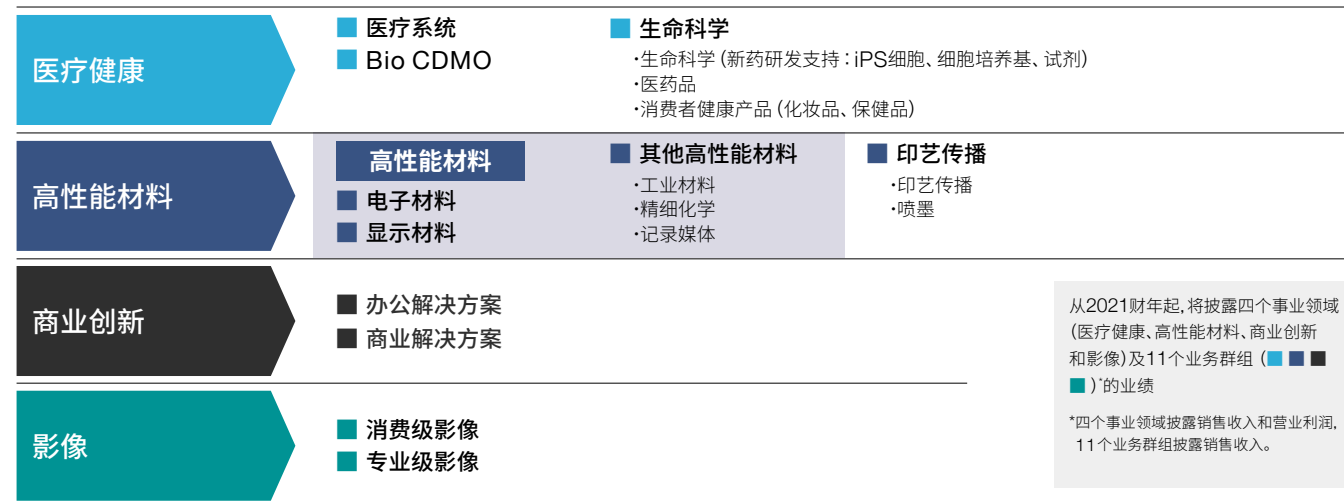 医疗健康
■ 医疗系统
■ Bio CDMO
■ 生命科学
·生命科学（新药研发支持：iPS细胞、细胞培养基、试剂）
·医药品
·消费者健康产品（化妆品、保健品）
高性能材料
高性能材料
■ 电子材料
■ 显示材料
■ 其他高性能材料
·工业材料
·精细化学
·记录媒体
■ 印艺传播
·印艺传播
·喷墨
商业创新
■ 办公解决方案
■ 商业解决方案
影像
■ 消费级影像
■ 专业级影像
从2021财年起，将披露四个事业领域
（医疗健康、高性能材料、商业创新
和影像）及11个业务群组（■ ■ ■
■）*的业绩
*四个事业领域披露销售收入和营业利润，
11个业务群组披露销售收入。